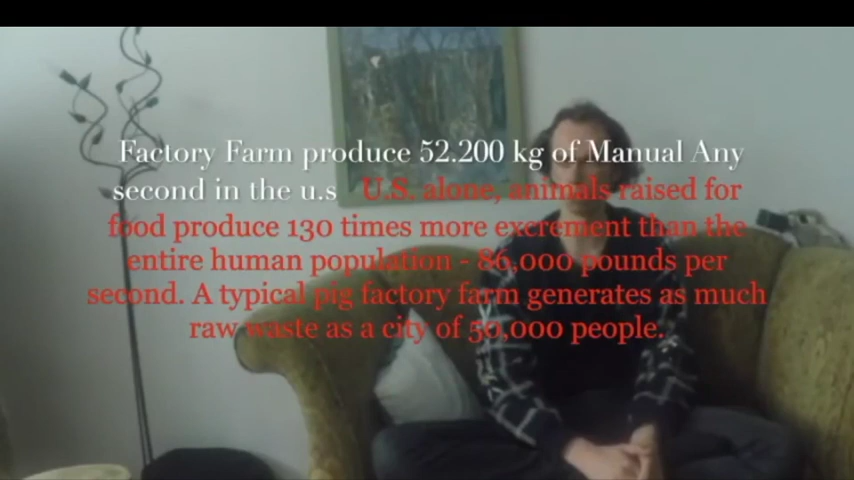 Factory Farm produce 52.200 kg of Manual Any
second in the u.s U.S. alone, animals raised for
food produce 130 times more excrement than the
entire human population - 86,000 pounds per
second. A typical pig factory farm generates as much
raw waste as a city of 50,000 people.